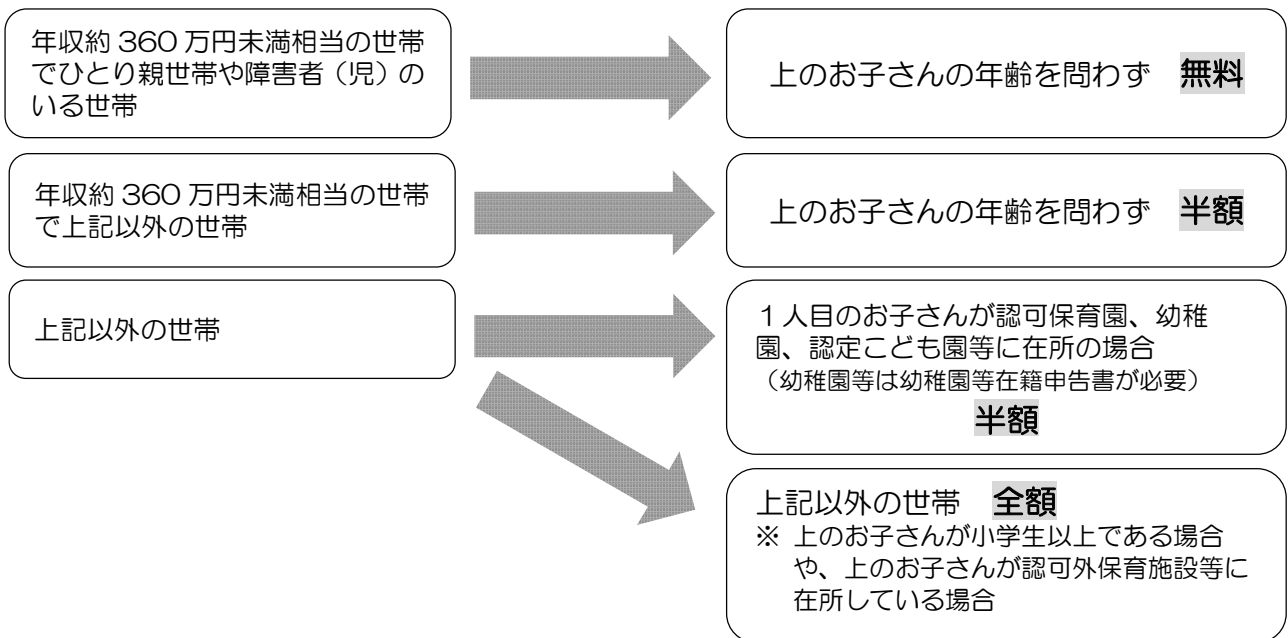 年収約 360 万円未満相当の世帯
でひとり親世帯や障害者（児）の
いる世帯
上のお子さんの年齢を問わず　無料
年収約 360 万円未満相当の世帯
で上記以外の世帯
上のお子さんの年齢を問わず　半額
上記以外の世帯
１人目のお子さんが認可保育園、幼稚
園、認定こども園等に在所の場合
（幼稚園等は幼稚園等在籍申告書が必要）
半額
上記以外の世帯　全額
※ 上のお子さんが小学生以上である場合
や、上のお子さんが認可外保育施設等に
在所している場合